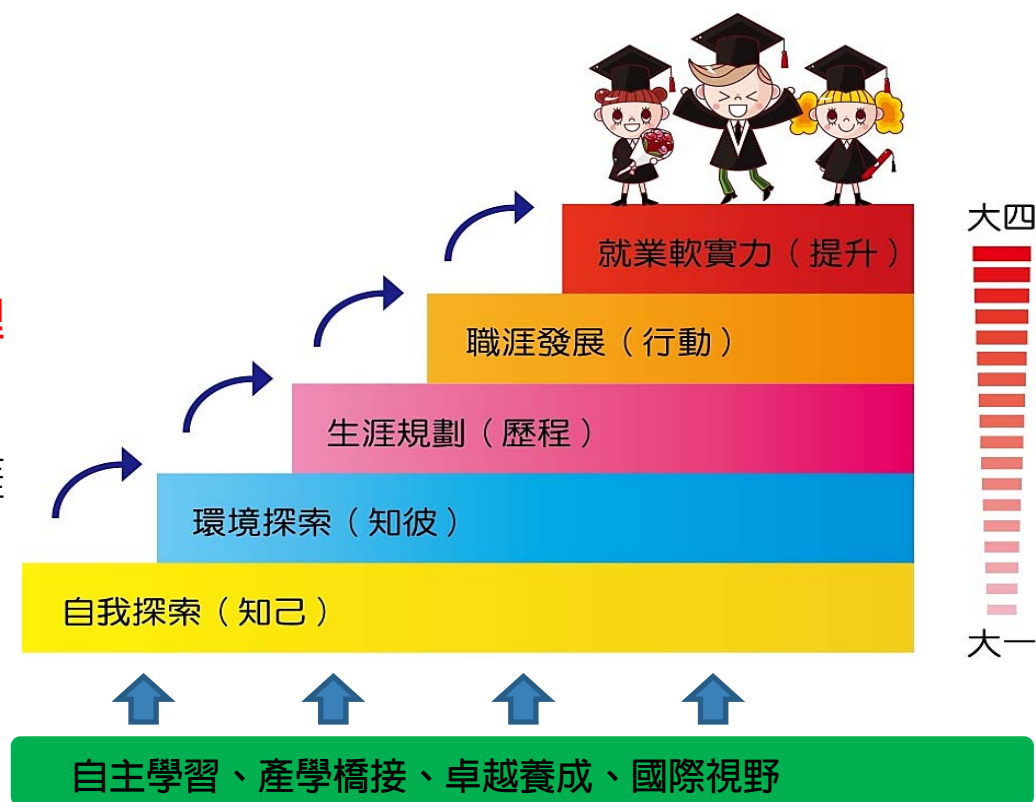 大四
就業軟實力（提升）
職涯發展（行動）
生涯規劃（歷程）
環境探索（知彼）
自我探索（知己）
大一
自主學習、產學橋接、卓越養成、國際視野